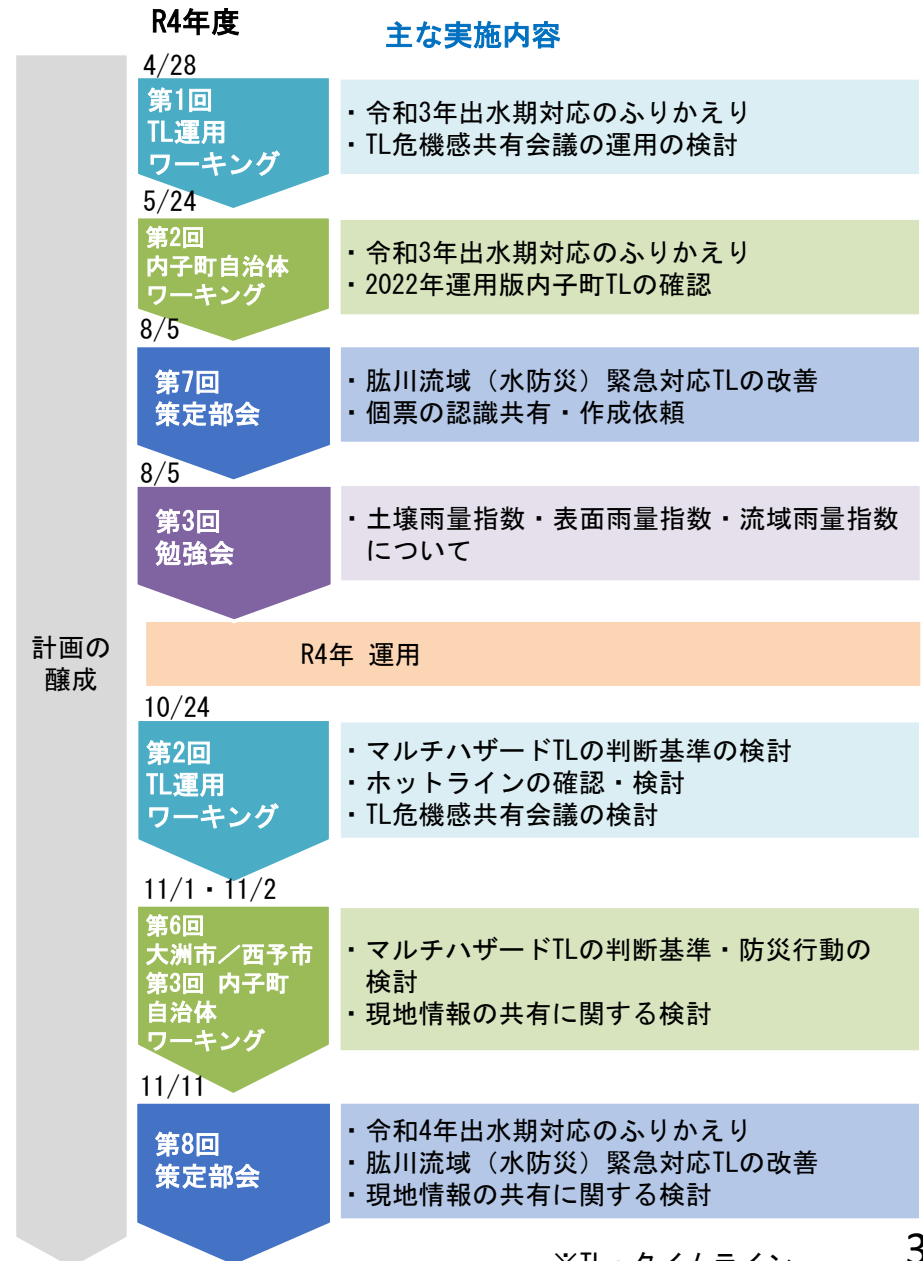 R4年度
主な実施内容
4/28
第1回
TL運用
ワーキング
・令和3年出水期対応のふりかえり
・TL危機感共有会議の運用の検討
5/24
第2回
内子町自治体
ワーキング
・令和3年出水期対応のふりかえり
・2022年運用版内子町TLの確認
8/5
第7回
策定部会
・肱川流域（水防災）緊急対応TLの改善
・個票の認識共有・作成依頼
8/5
第3回
勉強会
・土壌雨量指数・表面雨量指数・流域雨量指数
について
計画の
醸成
R4年 運用
10/24
第2回
TL運用
ワーキング
・マルチハザードTLの判断基準の検討
・ホットラインの確認・検討
・TL危機感共有会議の検討
11/1・11/2
第6回
大洲市／西予市
第3回 内子町
自治体
ワーキング
・マルチハザードTLの判断基準・防災行動の
検討
・現地情報の共有に関する検討
11/11
第8回
策定部会
・令和4年出水期対応のふりかえり
・肱川流域（水防災）緊急対応TLの改善
・現地情報の共有に関する検討
※TL：タイムライン
3